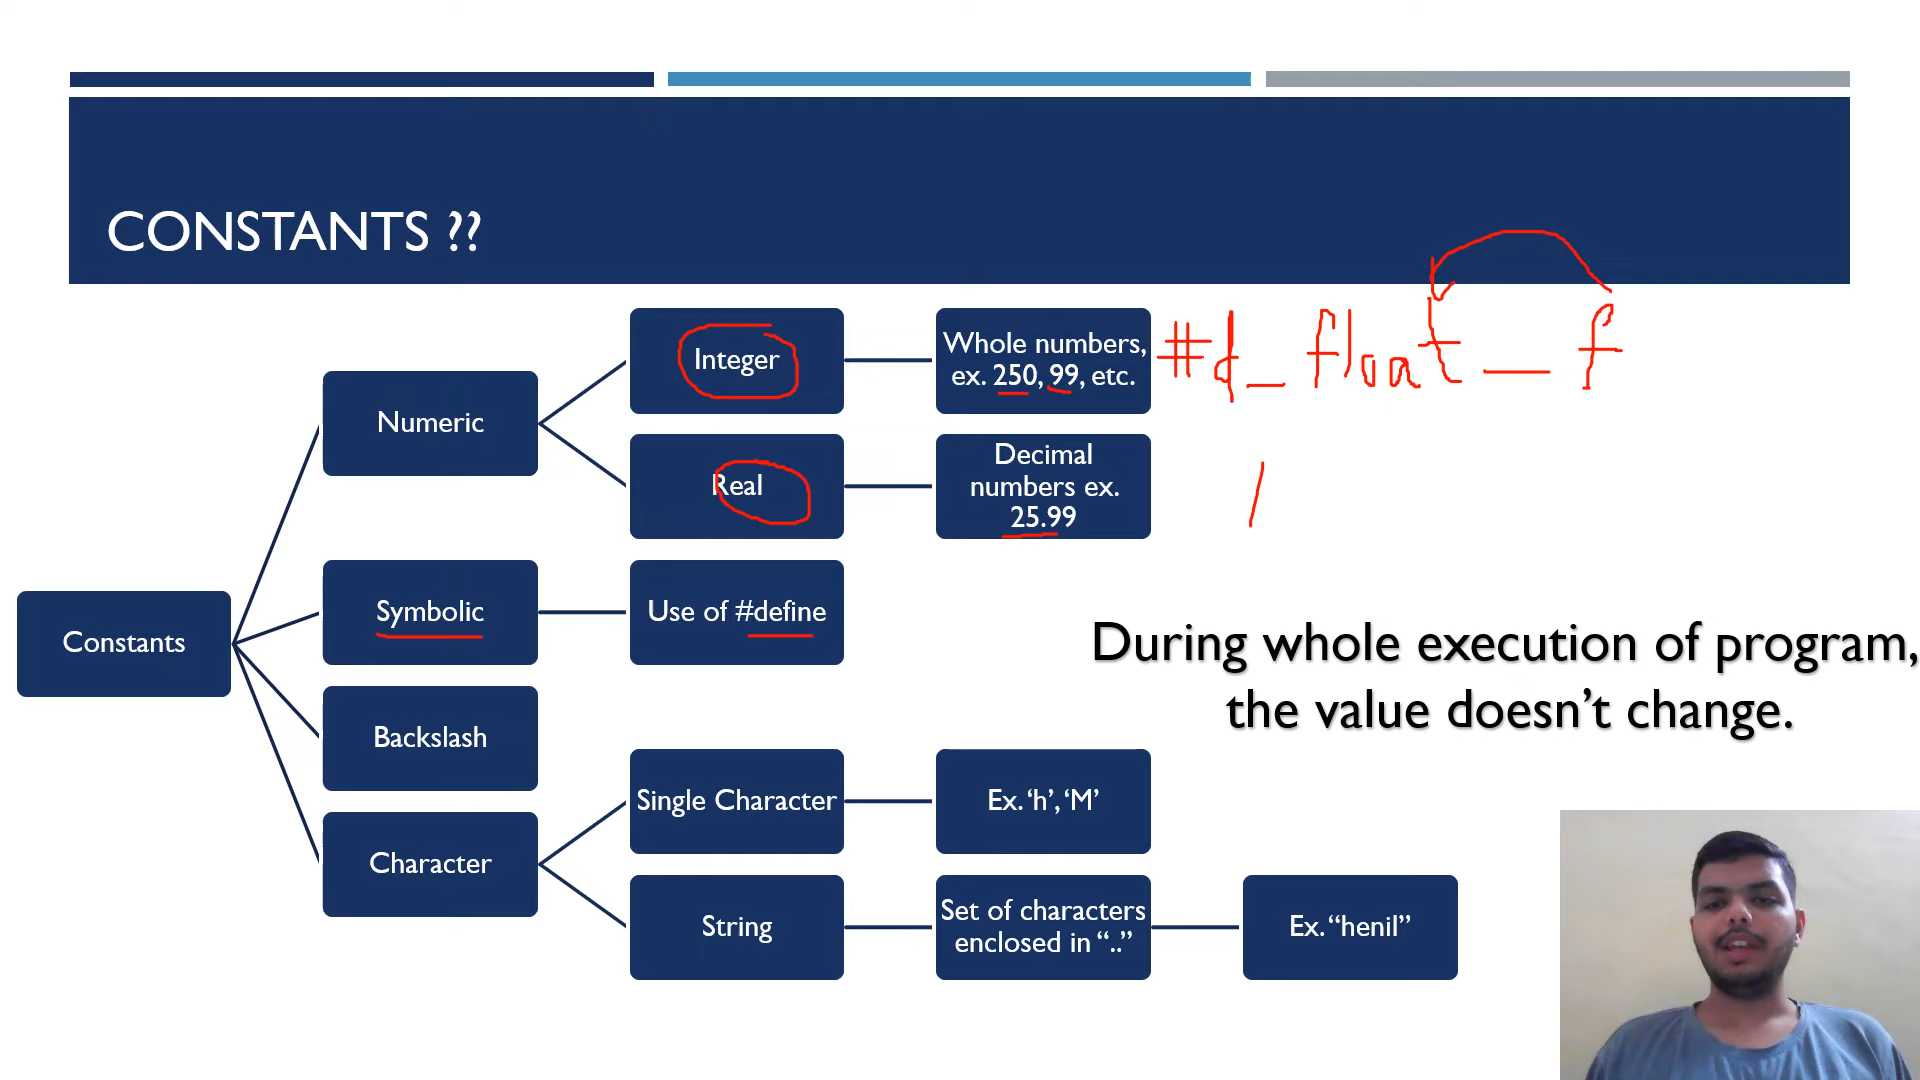 CONSTANTS ??
Constants
Numeric
Integer
Whole numbers,
ex. 250, 99, etc.
#d_float_f
Real
Decimal
numbers ex.
25.99
/
Symbolic
Use of #define
During whole execution of program,
the value doesn’t change.
Backslash
Character
Single Character
Ex. ‘h’, ‘M’
String
Set of characters
enclosed in “..”
Ex. “henil”